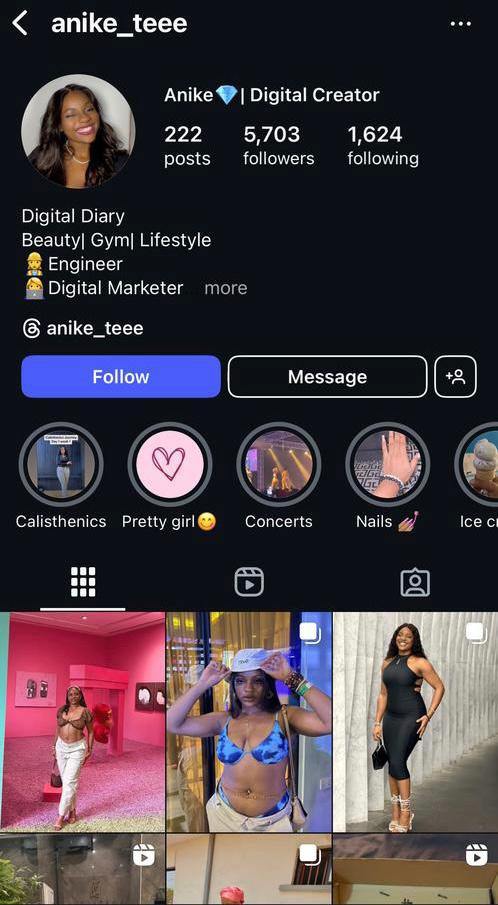 anike_teee
Anike💎| Digital Creator
222 5,703 1,624
posts followers following
Digital Diary
Beauty| Gym| Lifestyle
👷‍♀️Engineer
👩‍💻Digital Marketer more
anike_teee
Follow Message
Calisthenics Pretty girl😋 Concerts Nails 💅🏾 Ice cr